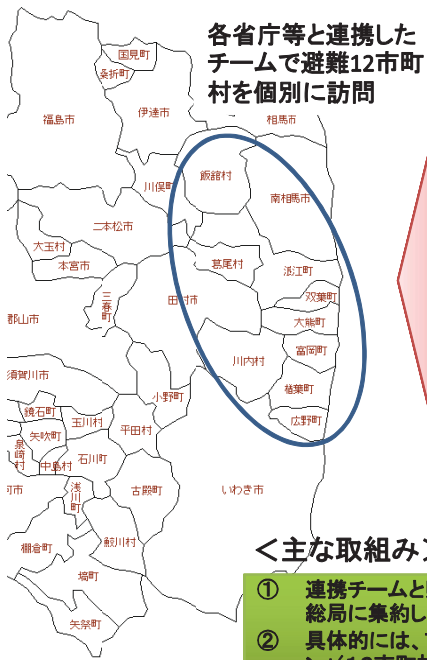 各省庁等と連携した
チームで避難12市町
村を個別に訪問
国見町
桑折町
伊達市
福島市
相馬市
川俣町
飯舘村
南相馬市
二本松市
大玉村
本宮市
葛尾村
浪江町
双葉町
三春町
田村市
大熊町
郡山市
富岡町
川内村
須賀川市
小野町
楢葉町
鏡石町
玉川村
広野町
矢吹町
平田村
泉崎村
中島村
石川町
河市
浅川町
古殿町
いわき市
棚倉町
鮫川村
塙町
矢祭町
＜主な取組み＞
① 連携チームと
総局に集約し
② 具体的には、